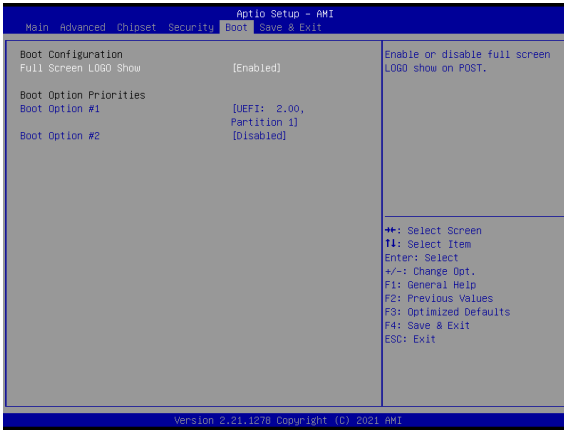 Aptio Setup - AMI
Main Advanced Chipset Security Boot Save & Exit
Boot Configuration
Full Screen LOGO Show [Enabled]
Boot Option Priorities
Boot Option #1 [UEFI: 2.00,
Partition 1]
Boot Option #2 [Disabled]
Enable or disable full screen
LOGO show on POST.
→←: Select Screen
↑↓: Select Item
Enter: Select
+/-: Change Opt.
F1: General Help
F2: Previous Values
F3: Optimized Defaults
F4: Save & Exit
ESC: Exit
Version 2.21.1278 Copyright (C) 2021 AMI